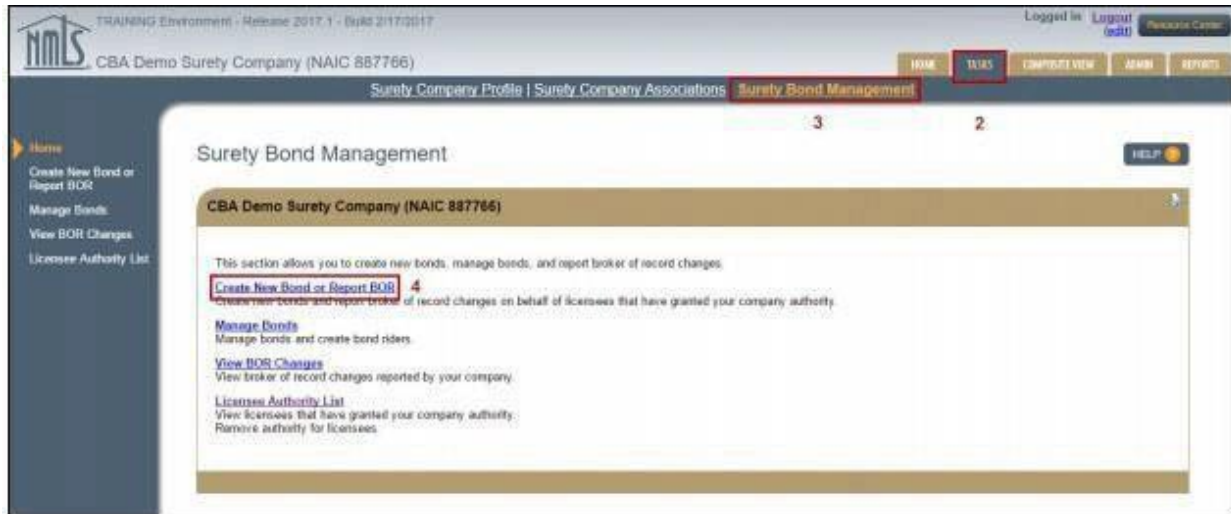 TRAINING Environment - Release 2017.1 - Build 2/17/2017
Logged in Logout
(edit)
Resource Center
NMLS
CBA Demo Surety Company (NAIC 887766)
HOME TASKS COMPOSITE VIEW ADMIN REPORTS
Surety Company Profile | Surety Company Associations Surety Bond Management
3 2
Home
Create New Bond or
Report BOR
Manage Bonds
View BOR Changes
Licensee Authority List
Surety Bond Management
HELP ?
CBA Demo Surety Company (NAIC 887766)
This section allows you to create new bonds, manage bonds, and report broker of record changes.
Create New Bond or Report BOR 4
Create new bonds and report broker of record changes on behalf of licensees that have granted your company authority.
Manage Bonds
Manage bonds and create bond riders.
View BOR Changes
View broker of record changes reported by your company.
Licensee Authority List
View licensees that have granted your company authority.
Remove authority for licensees.